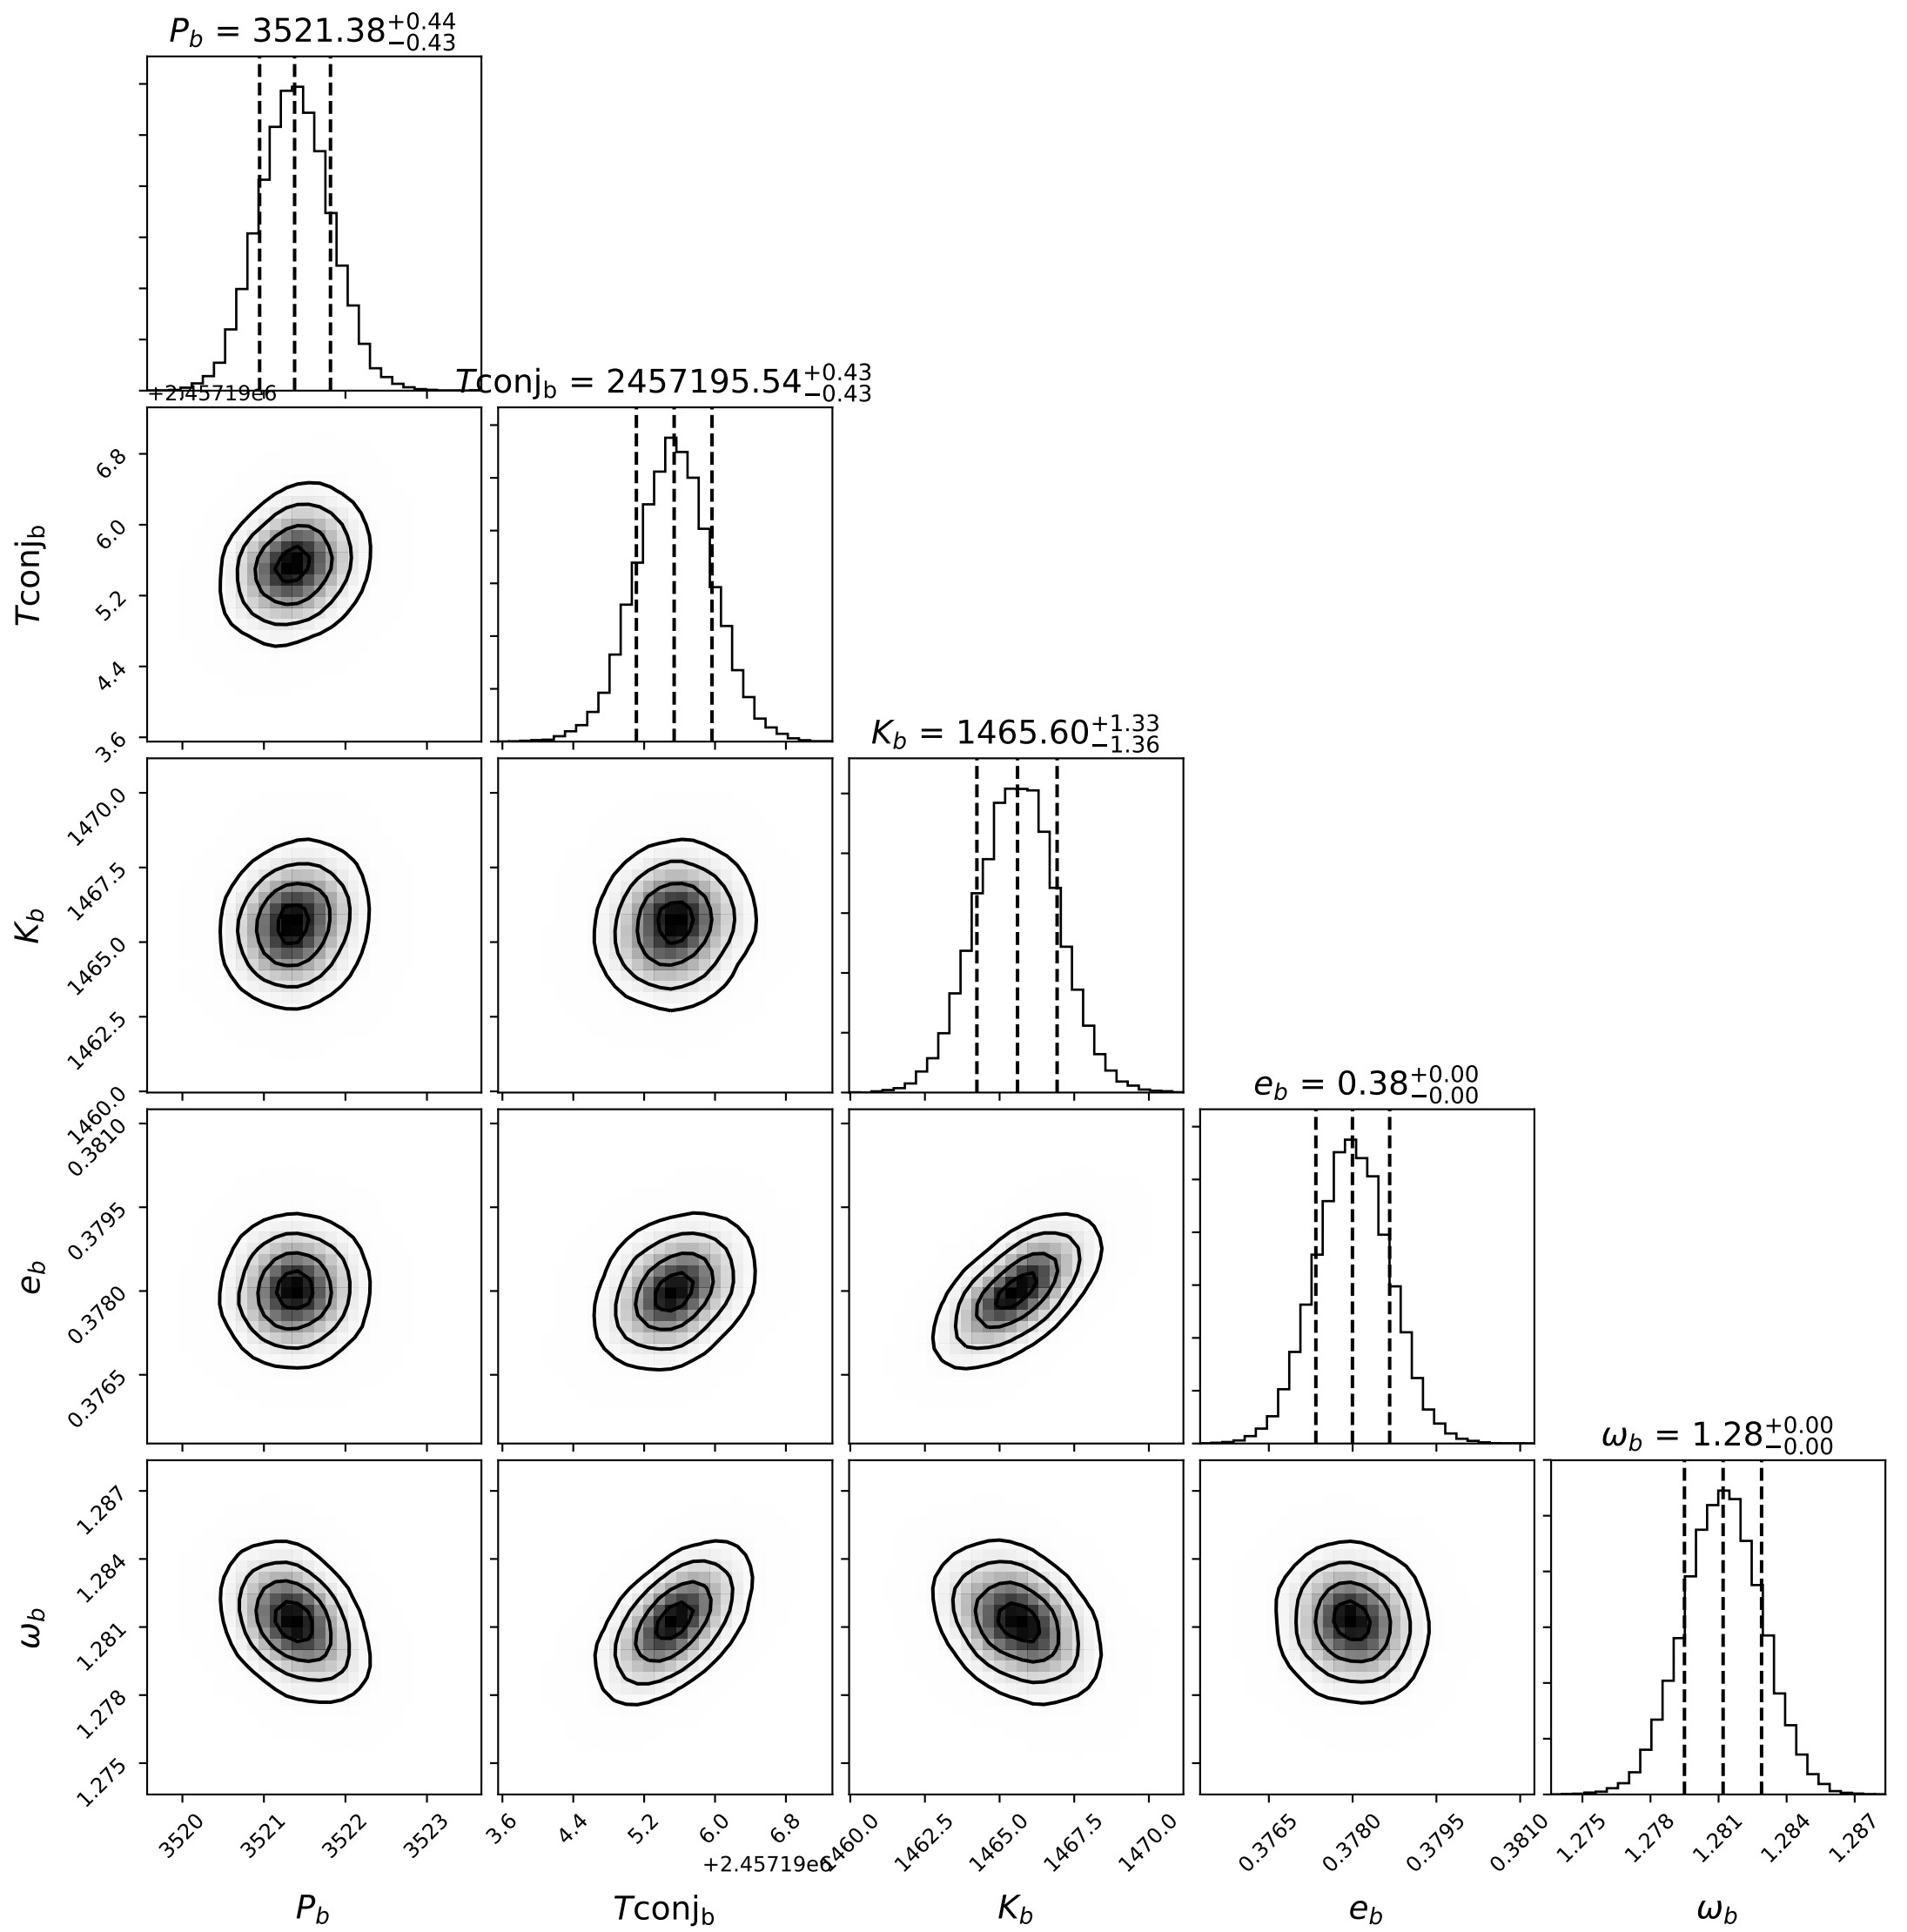 P_b = 3521.38 +0.44 −0.43
+2.45719e6
Tconj_b = 2457195.54 +0.43 −0.43
6.8
6.0
5.2
4.4
3.6
Tconj_b
K_b = 1465.60 +1.33 −1.36
1470.0
1467.5
1465.0
1462.5
1460.0
K_b
e_b = 0.38 +0.00 −0.00
0.3810
0.3795
0.3780
0.3765
e_b
ω_b = 1.28 +0.00 −0.00
1.287
1.284
1.281
1.278
1.275
ω_b
3520 3521 3522 3523 3.6 4.4 5.2 6.0 6.8 1460.0 1462.5 1465.0 1467.5 1470.0 0.3765 0.3780 0.3795 0.3810 1.275 1.278 1.281 1.284 1.287
+2.45719e6
P_b Tconj_b K_b e_b ω_b